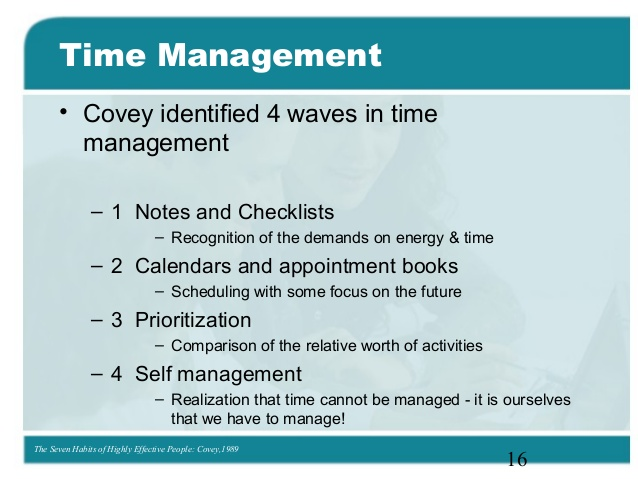 Time Management
• Covey identified 4 waves in time
management
– 1 Notes and Checklists
– Recognition of the demands on energy & time
– 2 Calendars and appointment books
– Scheduling with some focus on the future
– 3 Prioritization
– Comparison of the relative worth of activities
– 4 Self management
– Realization that time cannot be managed - it is ourselves
that we have to manage!
The Seven Habits of Highly Effective People: Covey,1989
16